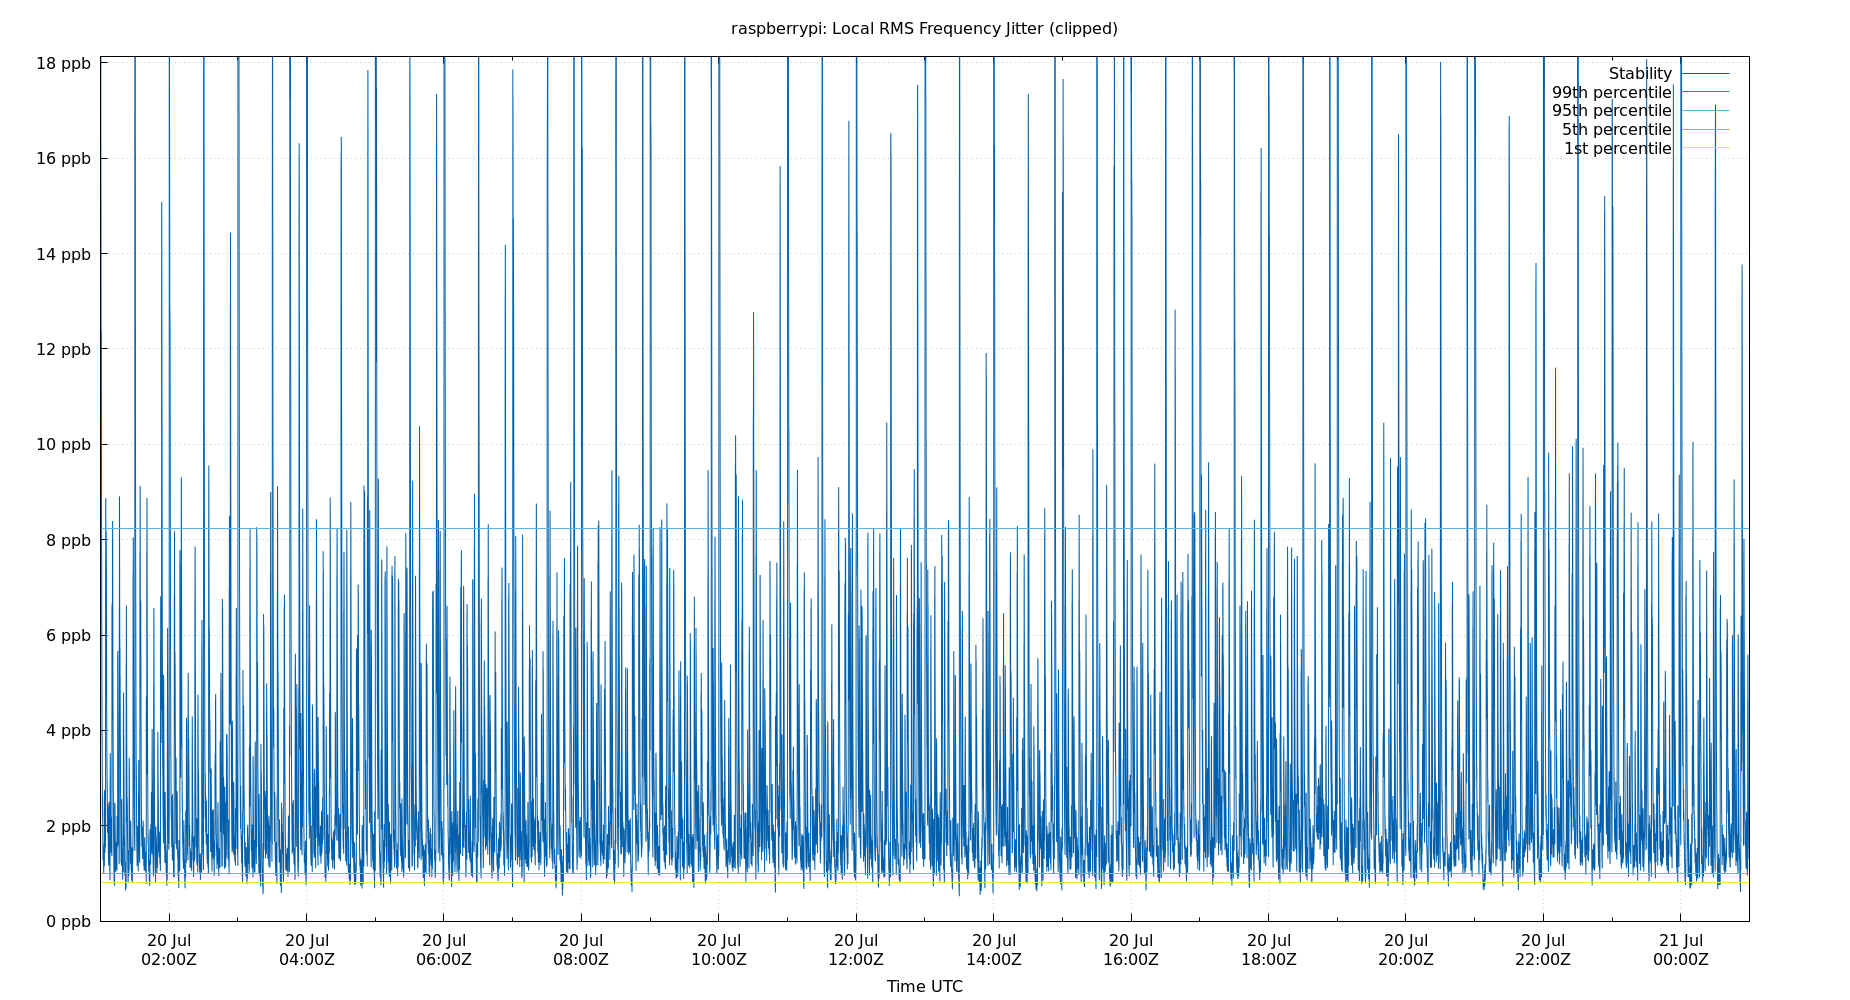 raspberrypi: Local RMS Frequency Jitter (clipped)
18 ppb
16 ppb
14 ppb
12 ppb
10 ppb
8 ppb
6 ppb
4 ppb
2 ppb
0 ppb
Stability
99th percentile
95th percentile
5th percentile
1st percentile
20 Jul 20 Jul 20 Jul 20 Jul 20 Jul 20 Jul 20 Jul 20 Jul 20 Jul 20 Jul 20 Jul 21 Jul
02:00Z 04:00Z 06:00Z 08:00Z 10:00Z 12:00Z 14:00Z 16:00Z 18:00Z 20:00Z 22:00Z 00:00Z
Time UTC